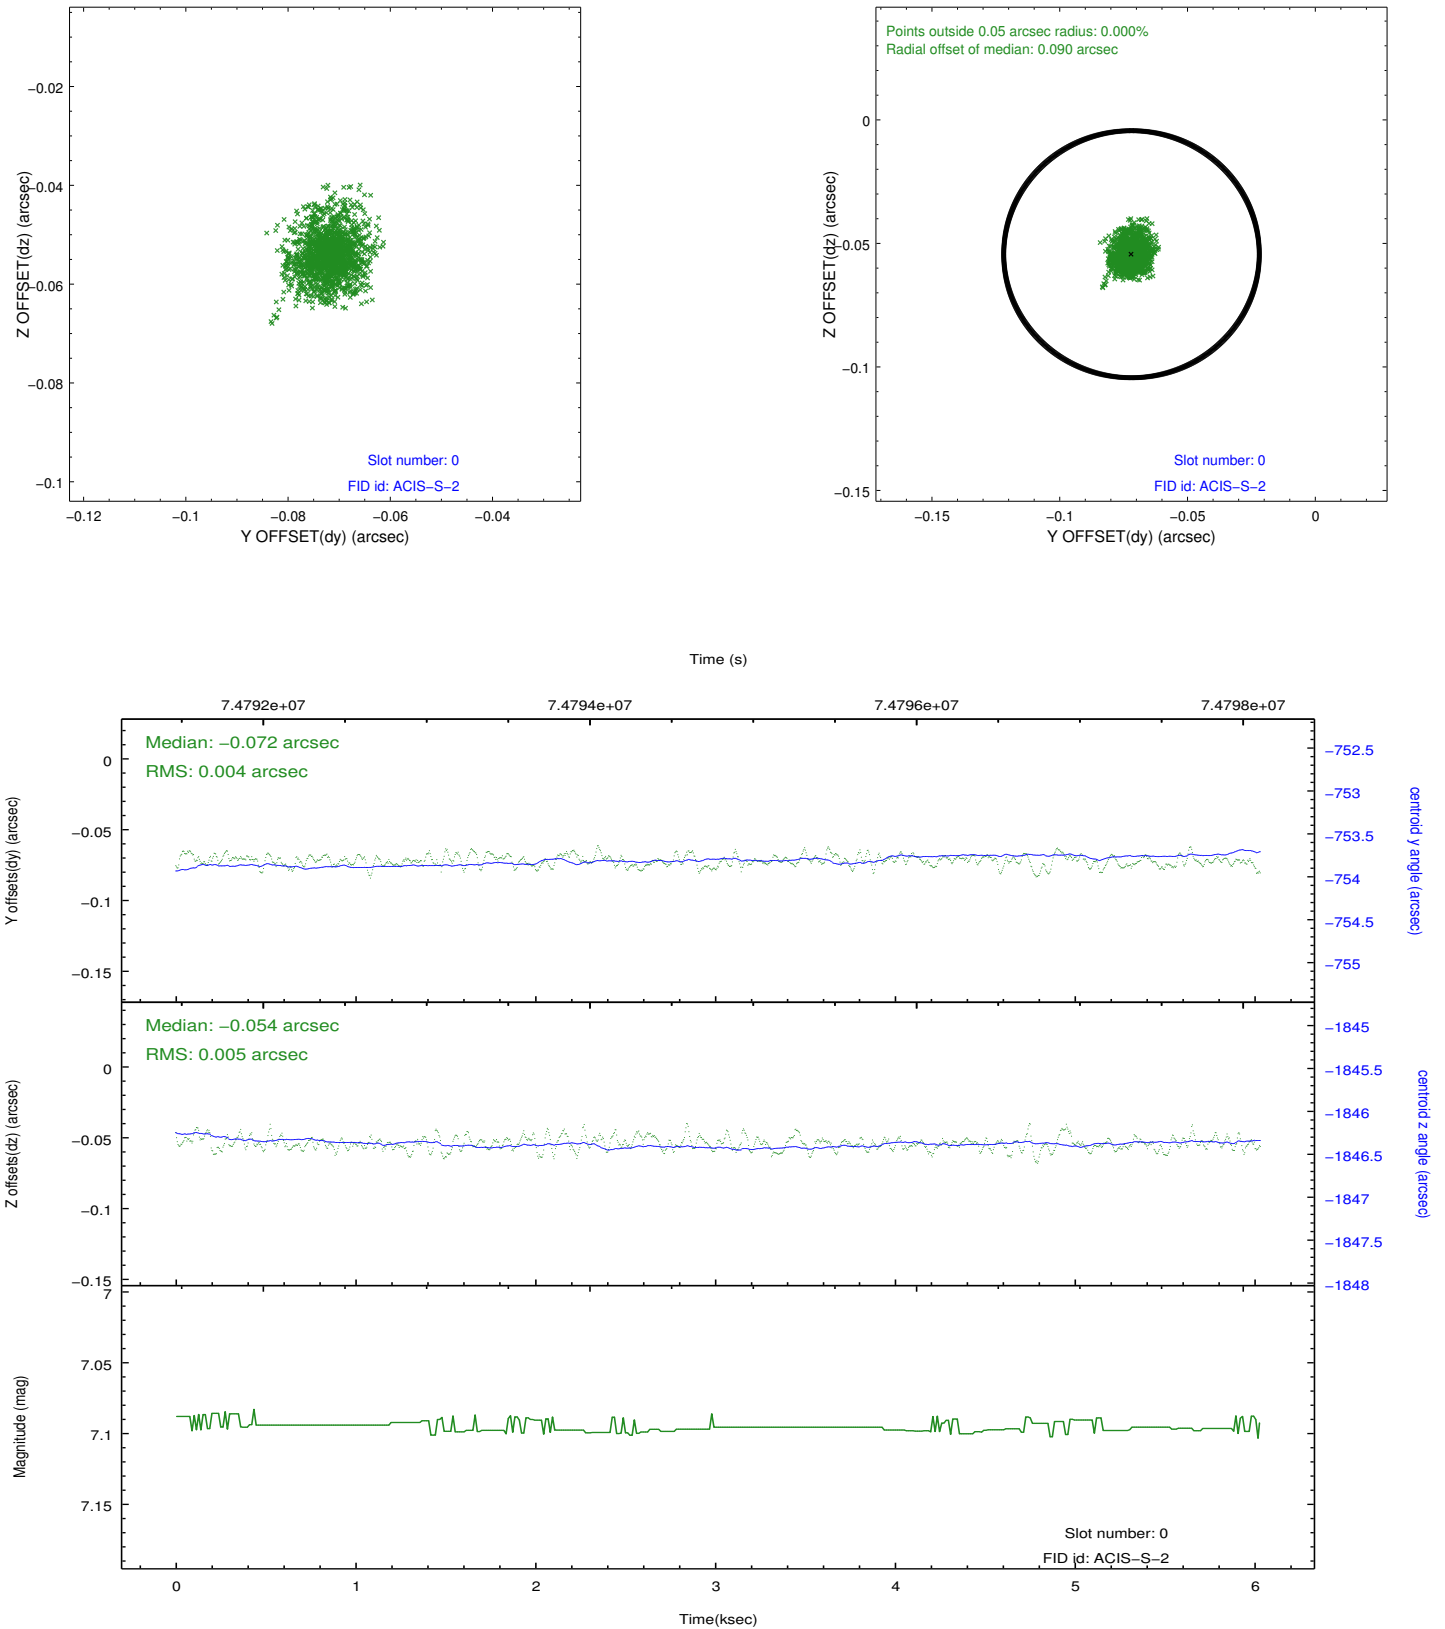 −0.02
−0.04
−0.06
−0.08
−0.1
Z OFFSET(dz) (arcsec)
Slot number: 0
FID id: ACIS−S−2
−0.12
−0.1
−0.08
−0.06
−0.04
Y OFFSET(dy) (arcsec)
Points outside 0.05 arcsec radius: 0.000%
Radial offset of median: 0.090 arcsec
0
−0.05
−0.1
−0.15
Z OFFSET(dz) (arcsec)
Slot number: 0
FID id: ACIS−S−2
−0.15
−0.1
−0.05
0
Y OFFSET(dy) (arcsec)
Time (s)
7.4792e+07
7.4794e+07
7.4796e+07
7.4798e+07
Median: −0.072 arcsec
RMS: 0.004 arcsec
0
−0.05
−0.1
−0.15
Y offsets(dy) (arcsec)
−752.5
−753
−753.5
−754
−754.5
−755
centroid y angle (arcsec)
Median: −0.054 arcsec
RMS: 0.005 arcsec
0
−0.05
−0.1
−0.15
Z offsets(dz) (arcsec)
−1845
−1845.5
−1846
−1846.5
−1847
−1847.5
−1848
centroid z angle (arcsec)
7
7.05
7.1
7.15
Magnitude (mag)
Slot number: 0
FID id: ACIS−S−2
0
1
2
3
4
5
6
Time(ksec)